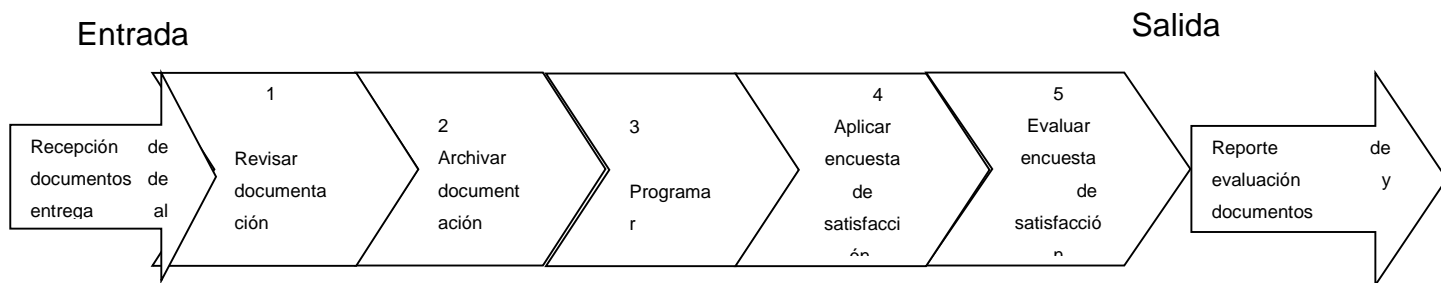 Entrada
Salida
Recepción de
documentos de
entrega al
1
Revisar
documenta
ción
2
Archivar
document
ación
3
Programa
r
4
Aplicar
encuesta
de
satisfacci
ón
5
Evaluar
encuesta
de
satisfacció
n
Reporte de
evaluación y
documentos